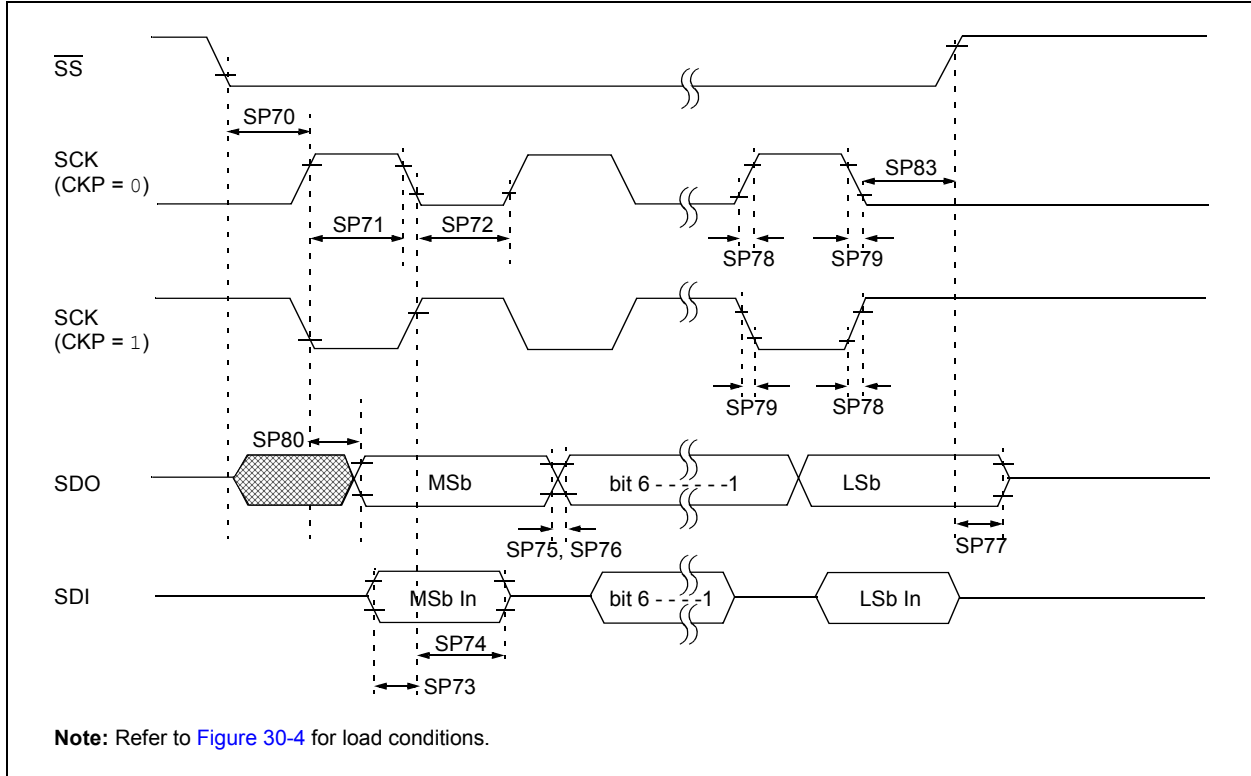 SS
SP70
SCK
(CKP = 0)
SP83
SP71
SP72
SP78
SP79
SCK
(CKP = 1)
SP79
SP78
SP80
SDO
MSb
bit 6 - - - - - -1
LSb
SP75, SP76
SP77
SDI
MSb In
bit 6 - - - -1
LSb In
SP74
SP73
Note: Refer to Figure 30-4 for load conditions.